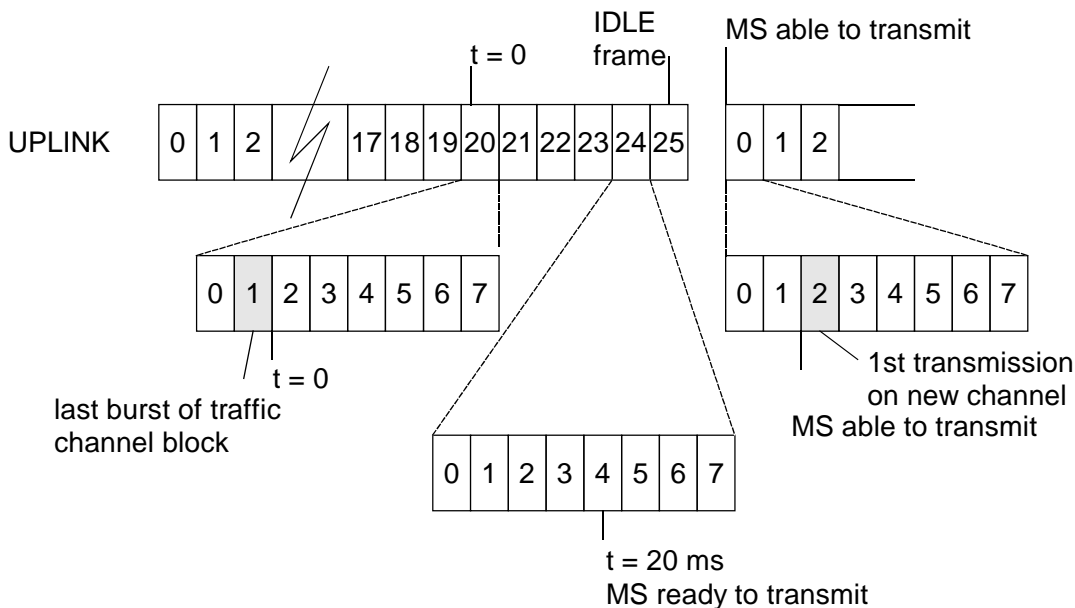 IDLE
frame
MS able to transmit
t = 0
UPLINK
0 1 2 17 18 19 20 21 22 23 24 25 0 1 2
0 1 2 3 4 5 6 7
0 1 2 3 4 5 6 7
t = 0
last burst of traffic
channel block
1st transmission
on new channel
MS able to transmit
0 1 2 3 4 5 6 7
t = 20 ms
MS ready to transmit